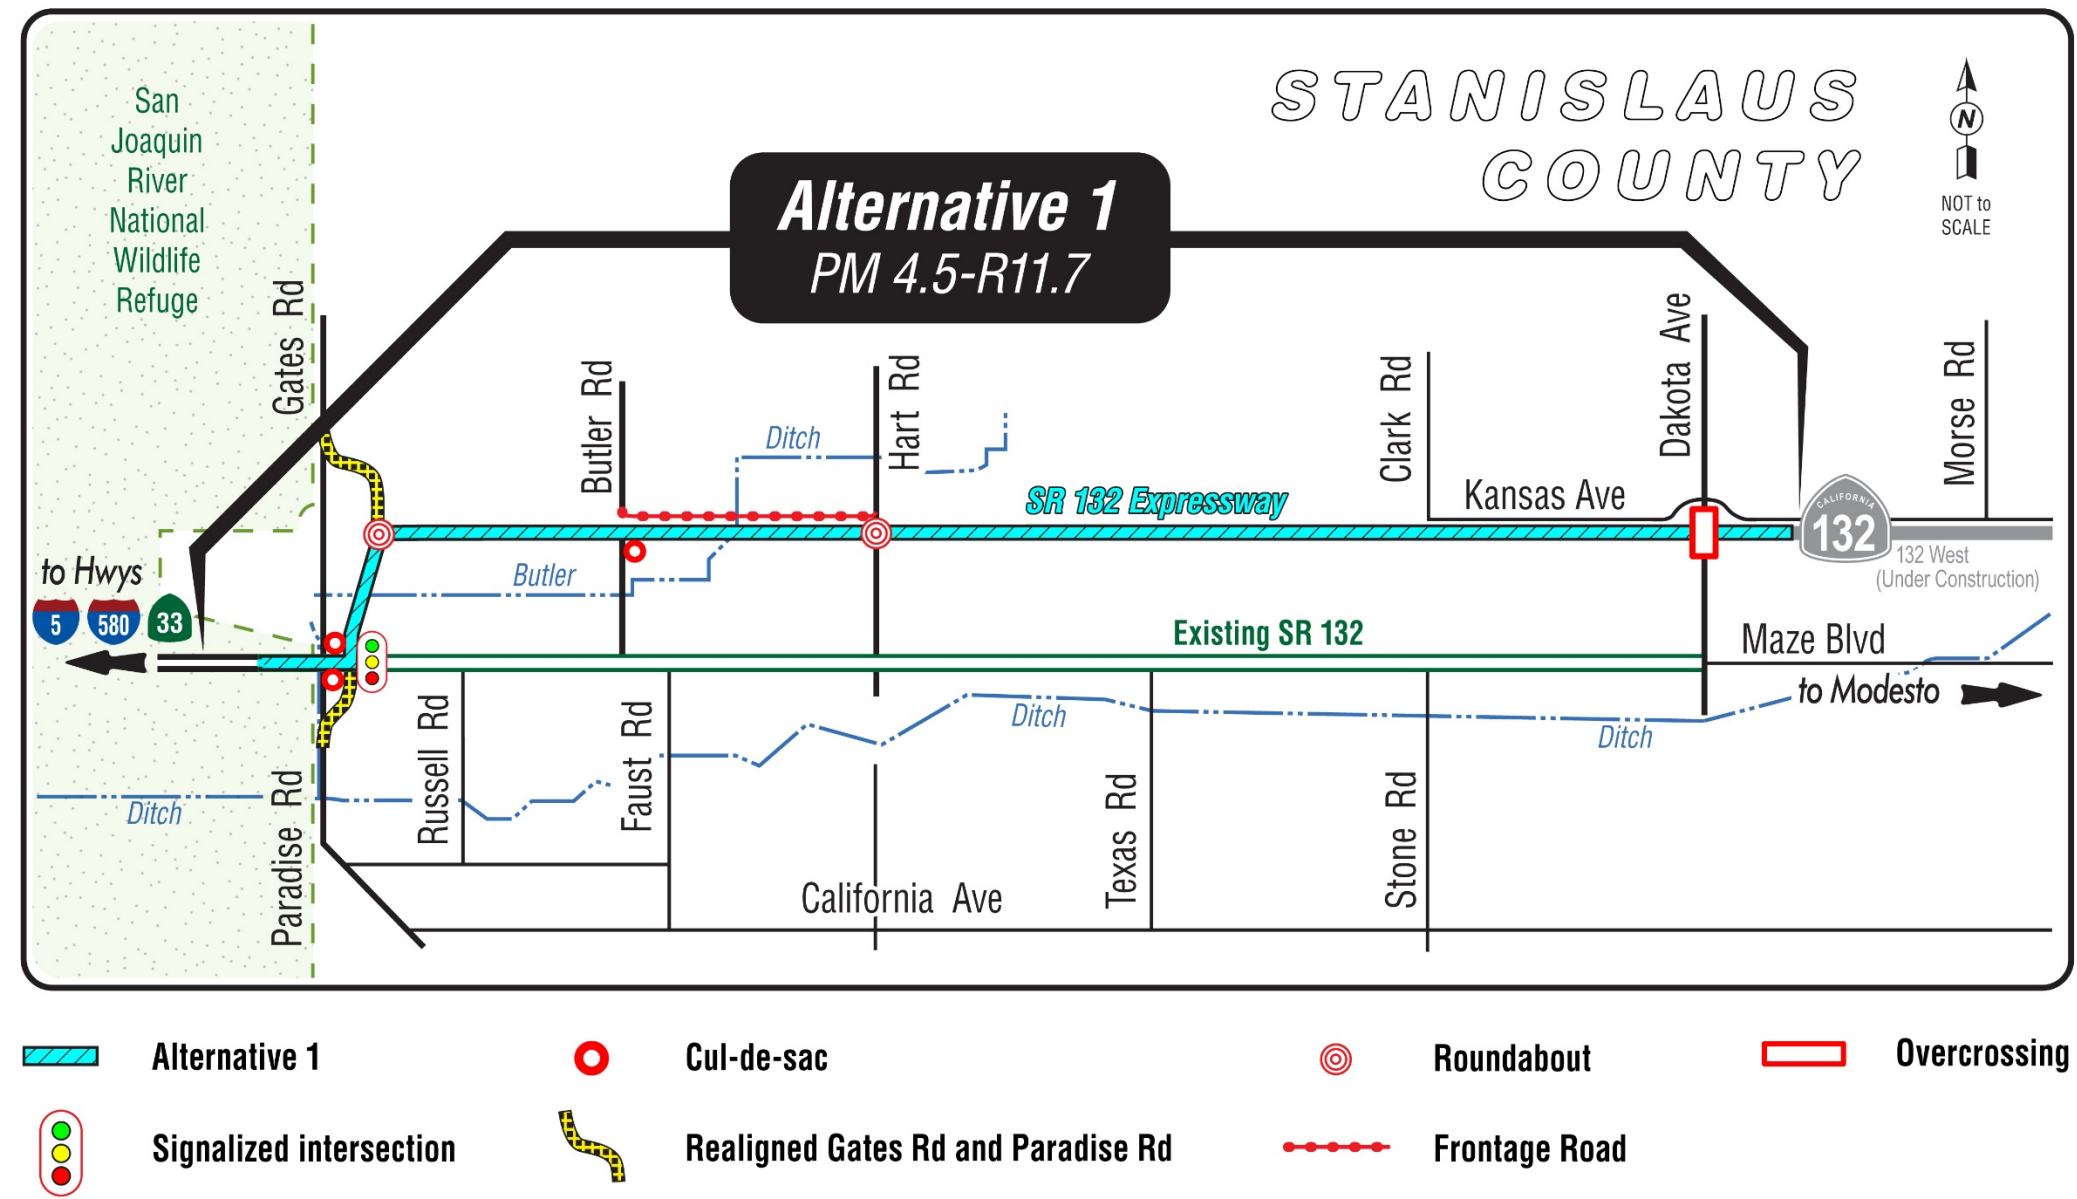 STANISLAUS
COUNTY
N
NOT to
SCALE
San
Joaquin
River
National
Wildlife
Refuge
Alternative 1
PM 4.5-R11.7
Gates Rd
Butler Rd
Hart Rd
Clark Rd
Dakota Ave
Morse Rd
Ditch
SR 132 Expressway
Kansas Ave
CALIFORNIA
132
132 West
(Under Construction)
to Hwys
5
580
33
Butler
Existing SR 132
Maze Blvd
to Modesto
Ditch
Ditch
Ditch
Paradise Rd
Russell Rd
Faust Rd
Texas Rd
Stone Rd
California Ave
Alternative 1
Cul-de-sac
Roundabout
Overcrossing
Signalized intersection
Realigned Gates Rd and Paradise Rd
Frontage Road